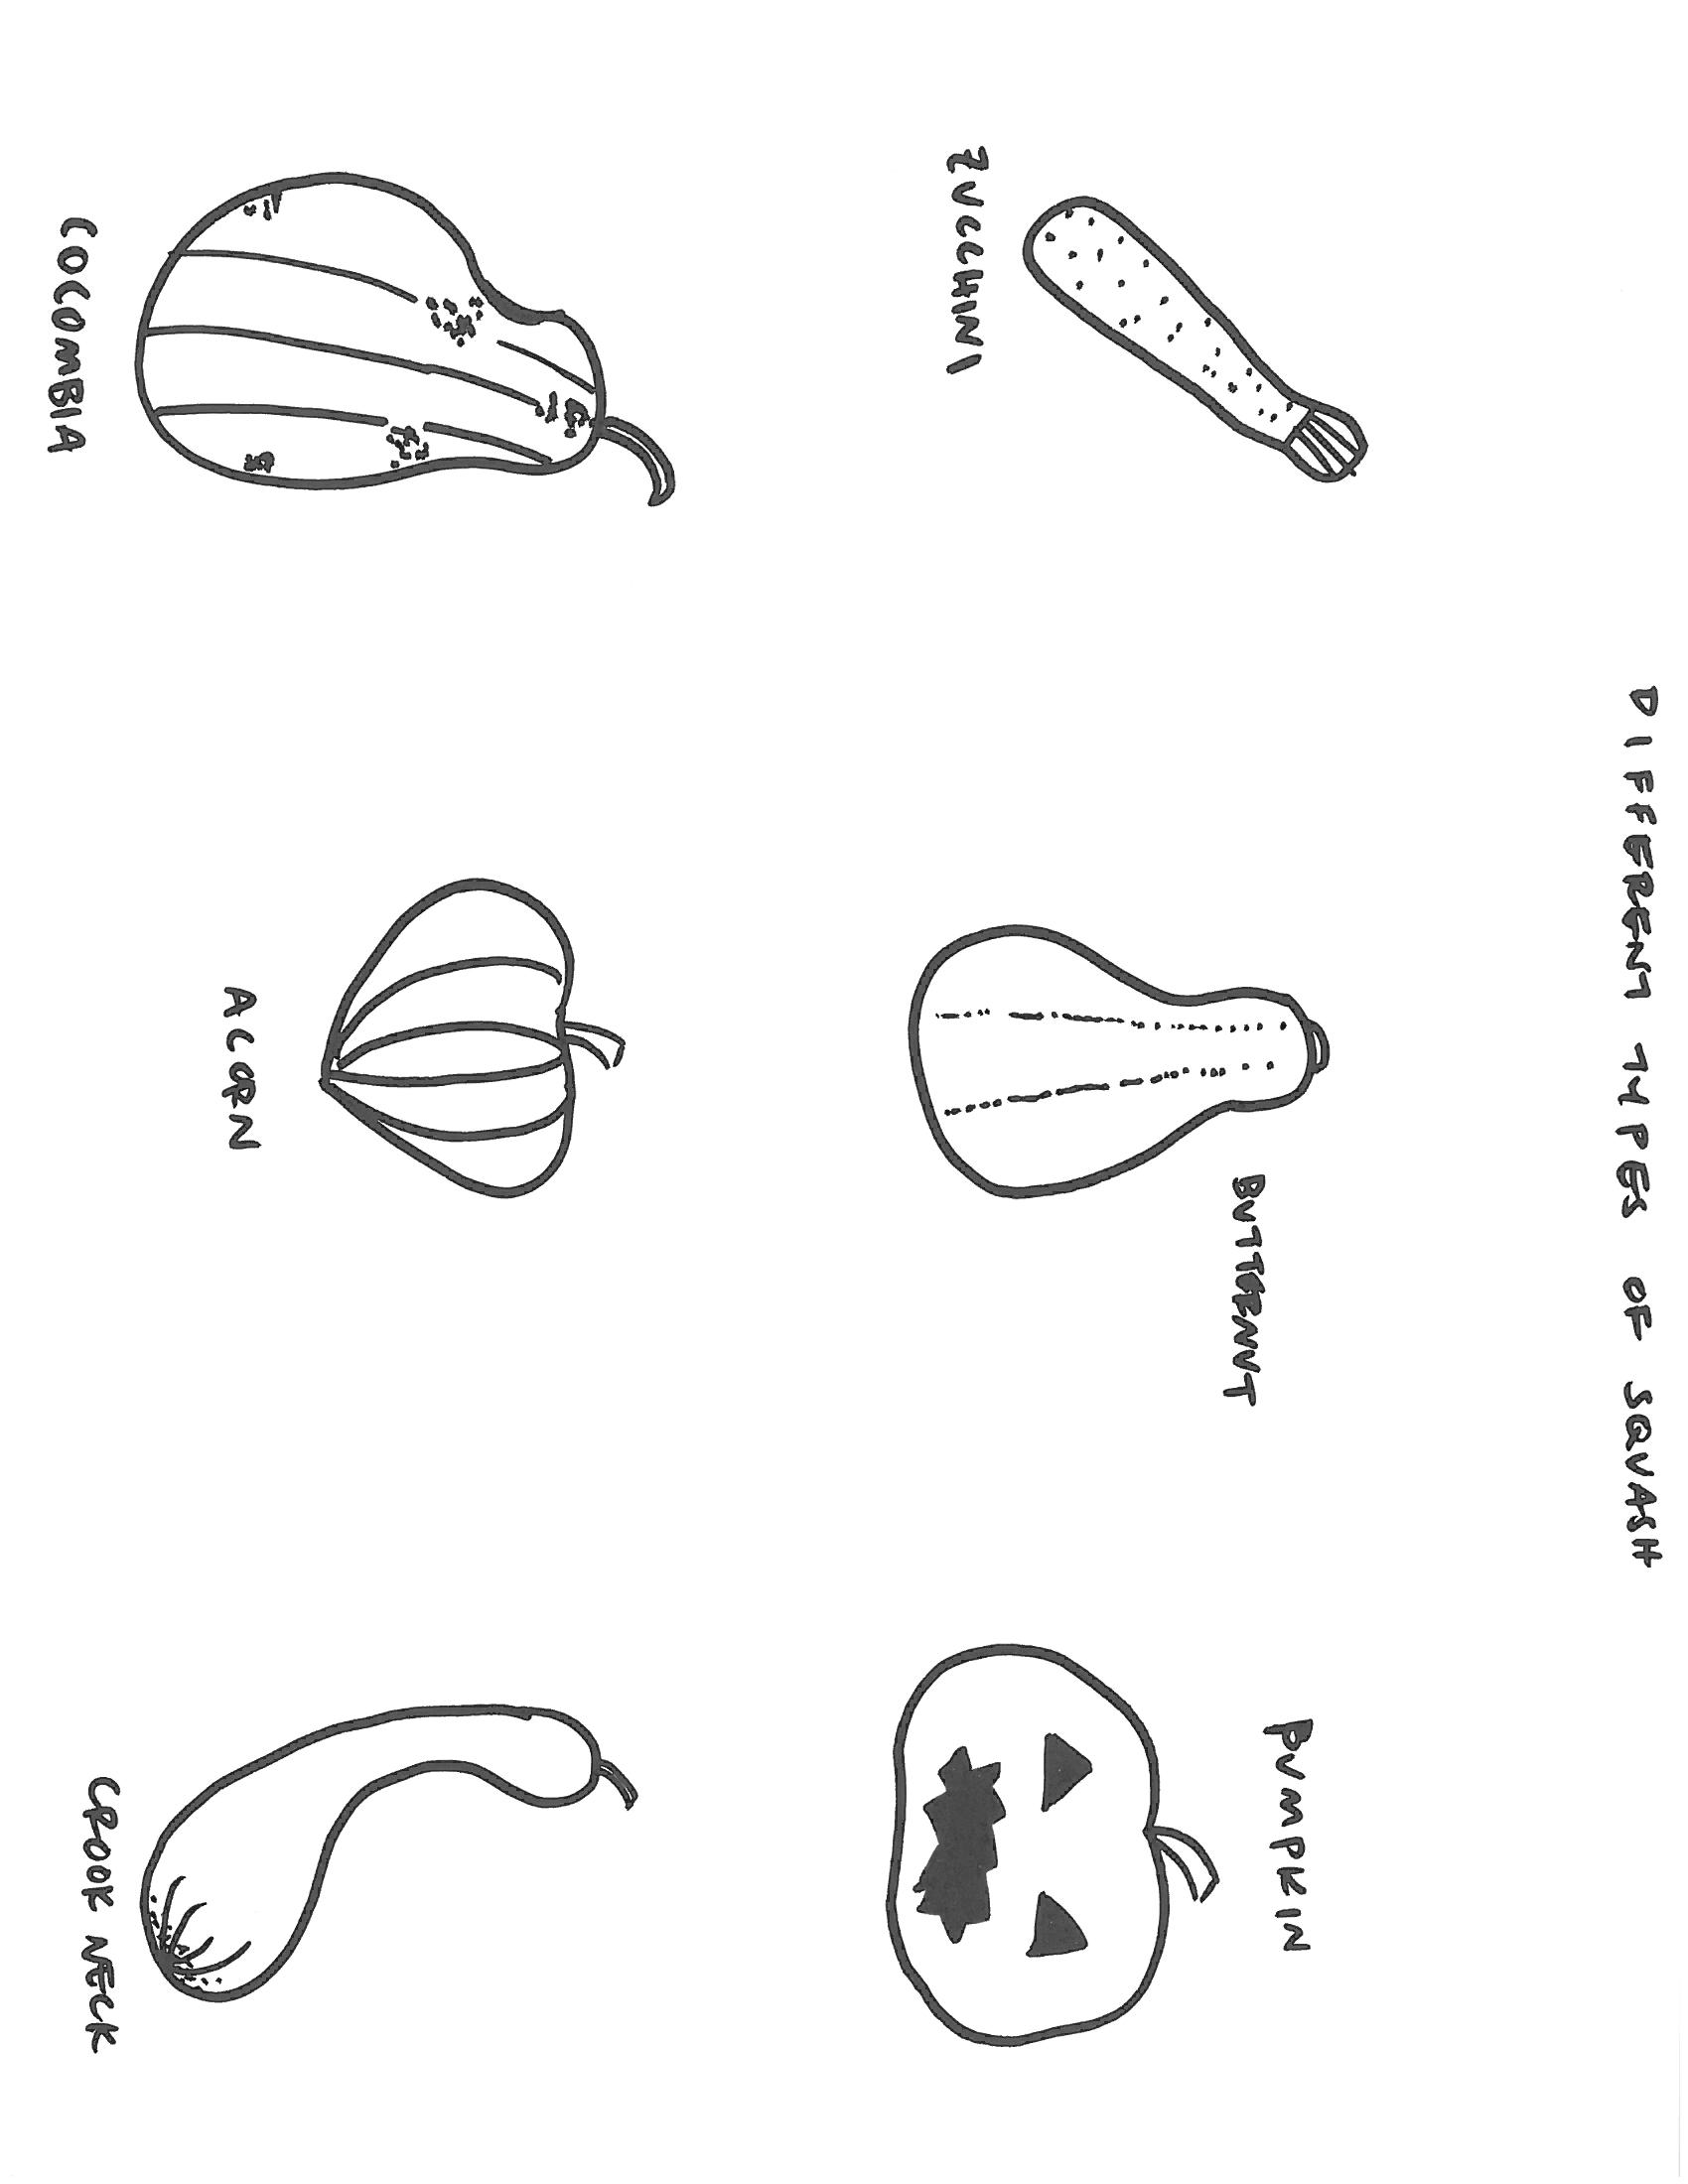 DIFFERENT TYPES OF SQUASH
ZUCCHINI
BUTTERNUT
PUMPKIN
COCOMBIA
ACORN
CROOK NECK